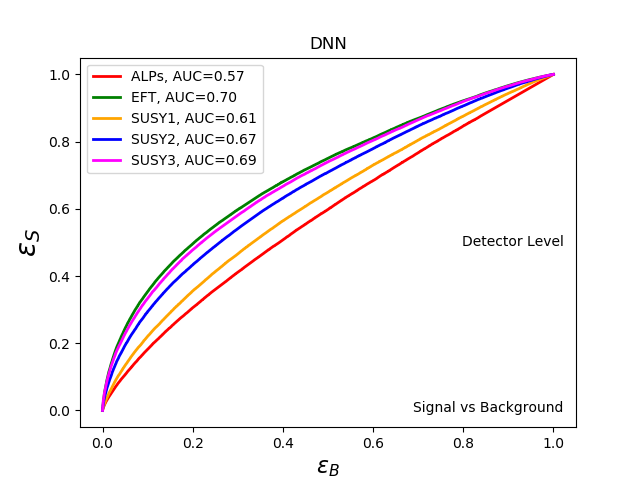 DNN
ALPs, AUC=0.57
EFT, AUC=0.70
SUSY1, AUC=0.61
SUSY2, AUC=0.67
SUSY3, AUC=0.69
1.0
0.8
0.6
0.4
0.2
0.0
ε_S
Detector Level
Signal vs Background
0.0 0.2 0.4 0.6 0.8 1.0
ε_B